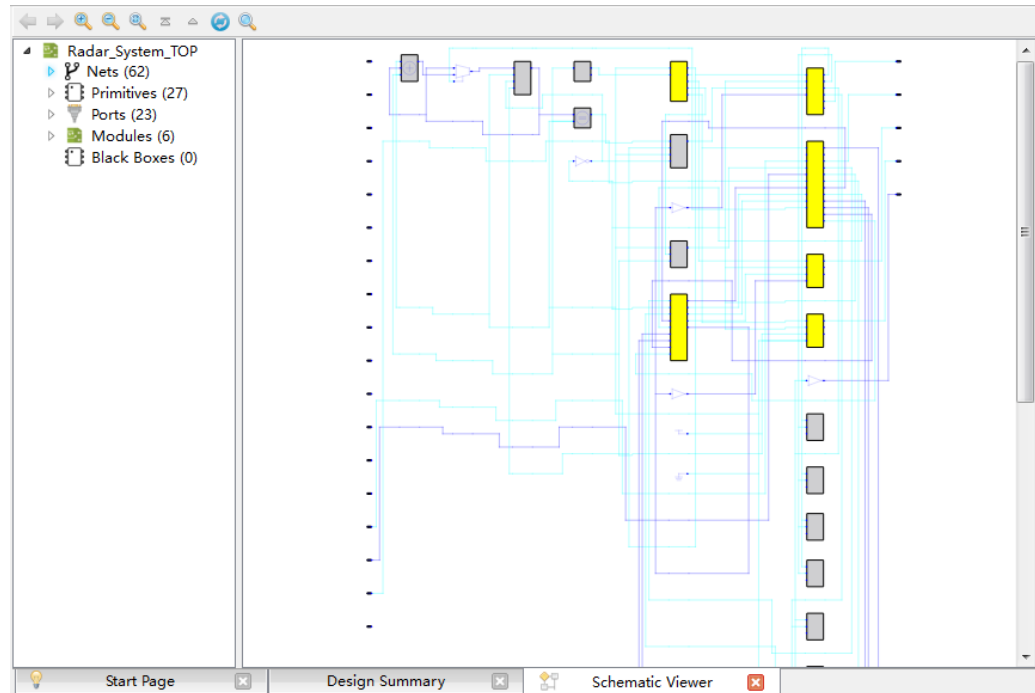 Radar_System_TOP
Nets (62)
Primitives (27)
Ports (23)
Modules (6)
Black Boxes (0)
Start Page
Design Summary
Schematic Viewer